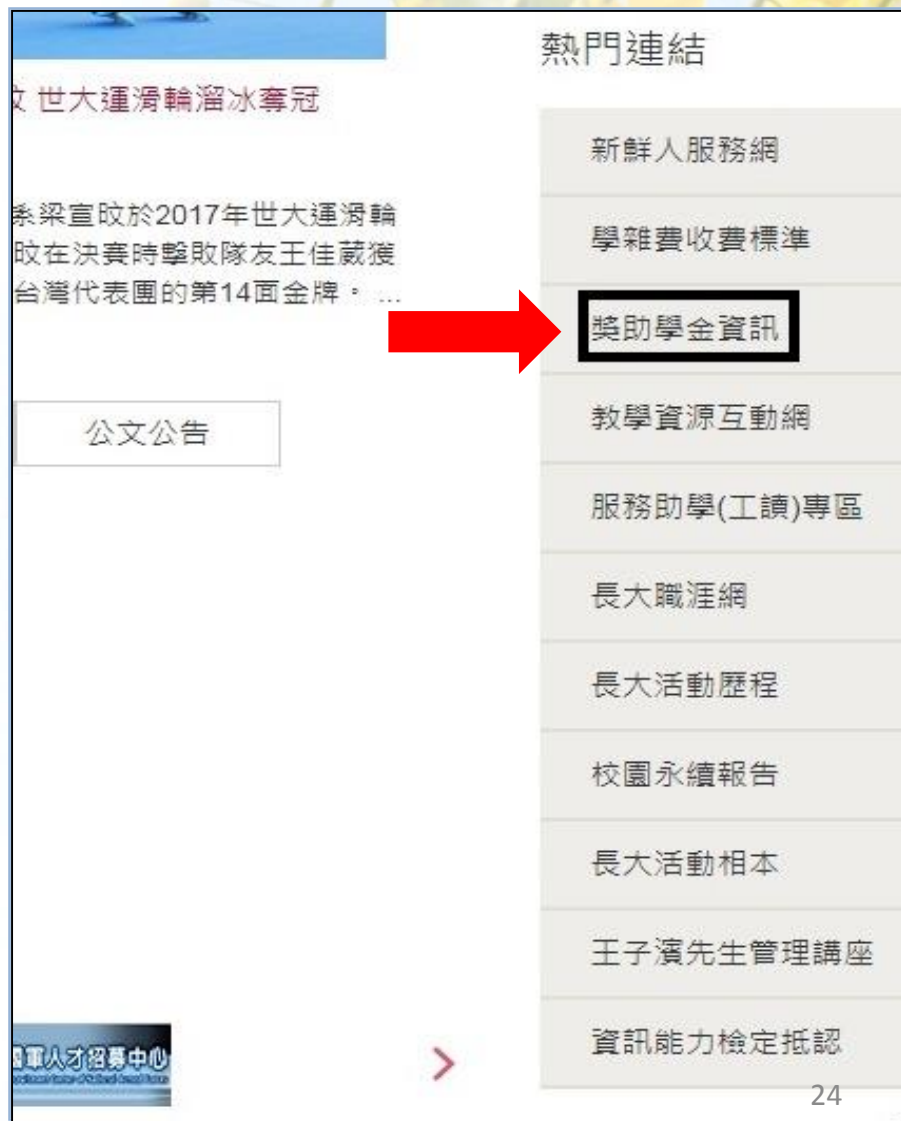 世大運滑輪溜冰奪冠
系梁宣旼於2017年世大運滑輪
旼在決賽時擊敗隊友王佳葳獲
台灣代表團的第14面金牌。 ...
公文公告
熱門連結
新鮮人服務網
學雜費收費標準
獎助學金資訊
教學資源互動網
服務助學(工讀)專區
長大職涯網
長大活動歷程
校園永續報告
長大活動相本
王子濱先生管理講座
資訊能力檢定抵認
國軍人才招募中心
24